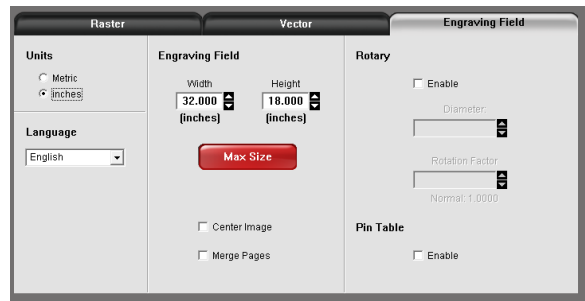 Raster
Vector
Engraving Field
Units
Metric
inches
Language
English
Engraving Field
Width
Height
32.000
18.000
(inches)
(inches)
Max Size
Center Image
Merge Pages
Rotary
Enable
Diameter:
Rotation Factor
Normal: 1.0000
Pin Table
Enable